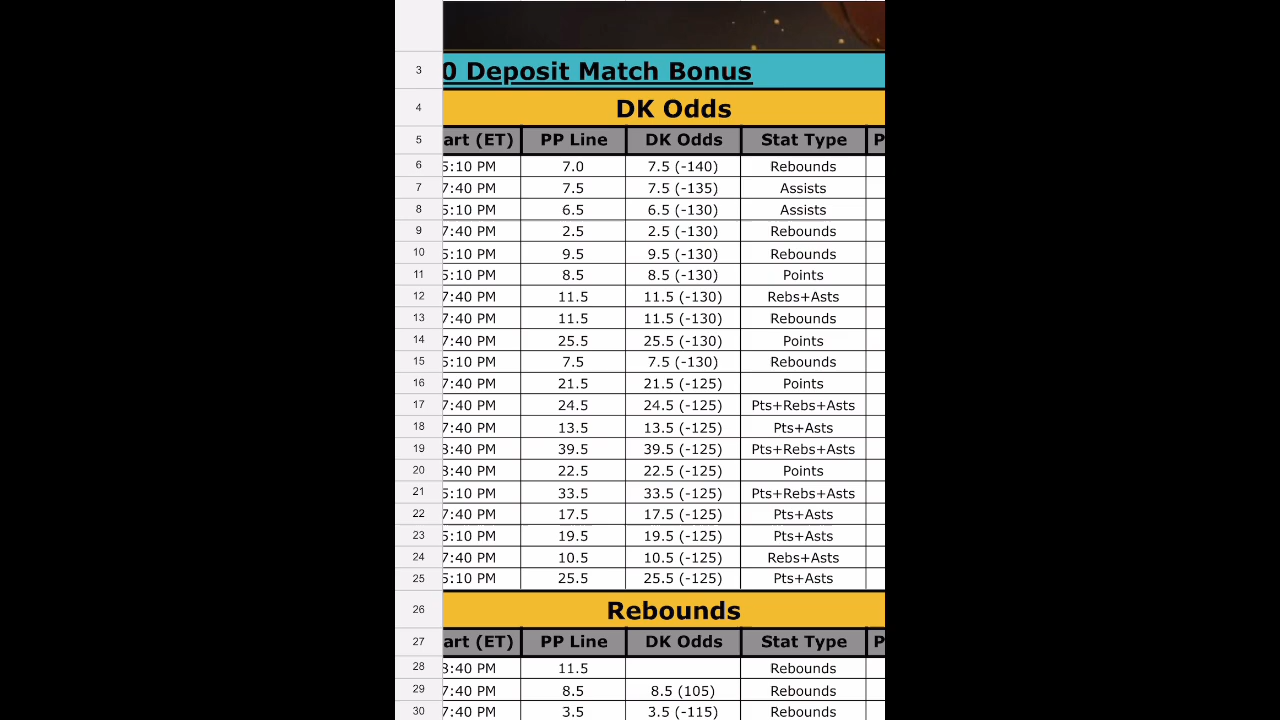 3 0 Deposit Match Bonus
4 DK Odds
5 art (ET) PP Line DK Odds Stat Type P
6 5:10 PM 7.0 7.5 (-140) Rebounds
7 7:40 PM 7.5 7.5 (-135) Assists
8 5:10 PM 6.5 6.5 (-130) Assists
9 7:40 PM 2.5 2.5 (-130) Rebounds
10 5:10 PM 9.5 9.5 (-130) Rebounds
11 5:10 PM 8.5 8.5 (-130) Points
12 7:40 PM 11.5 11.5 (-130) Rebs+Asts
13 7:40 PM 11.5 11.5 (-130) Rebounds
14 7:40 PM 25.5 25.5 (-130) Points
15 5:10 PM 7.5 7.5 (-130) Rebounds
16 7:40 PM 21.5 21.5 (-125) Points
17 7:40 PM 24.5 24.5 (-125) Pts+Rebs+Asts
18 7:40 PM 13.5 13.5 (-125) Pts+Asts
19 8:40 PM 39.5 39.5 (-125) Pts+Rebs+Asts
20 8:40 PM 22.5 22.5 (-125) Points
21 5:10 PM 33.5 33.5 (-125) Pts+Rebs+Asts
22 7:40 PM 17.5 17.5 (-125) Pts+Asts
23 5:10 PM 19.5 19.5 (-125) Pts+Asts
24 7:40 PM 10.5 10.5 (-125) Rebs+Asts
25 5:10 PM 25.5 25.5 (-125) Pts+Asts
26 Rebounds
27 art (ET) PP Line DK Odds Stat Type P
28 8:40 PM 11.5 Rebounds
29 7:40 PM 8.5 8.5 (105) Rebounds
30 7:40 PM 3.5 3.5 (-115) Rebounds